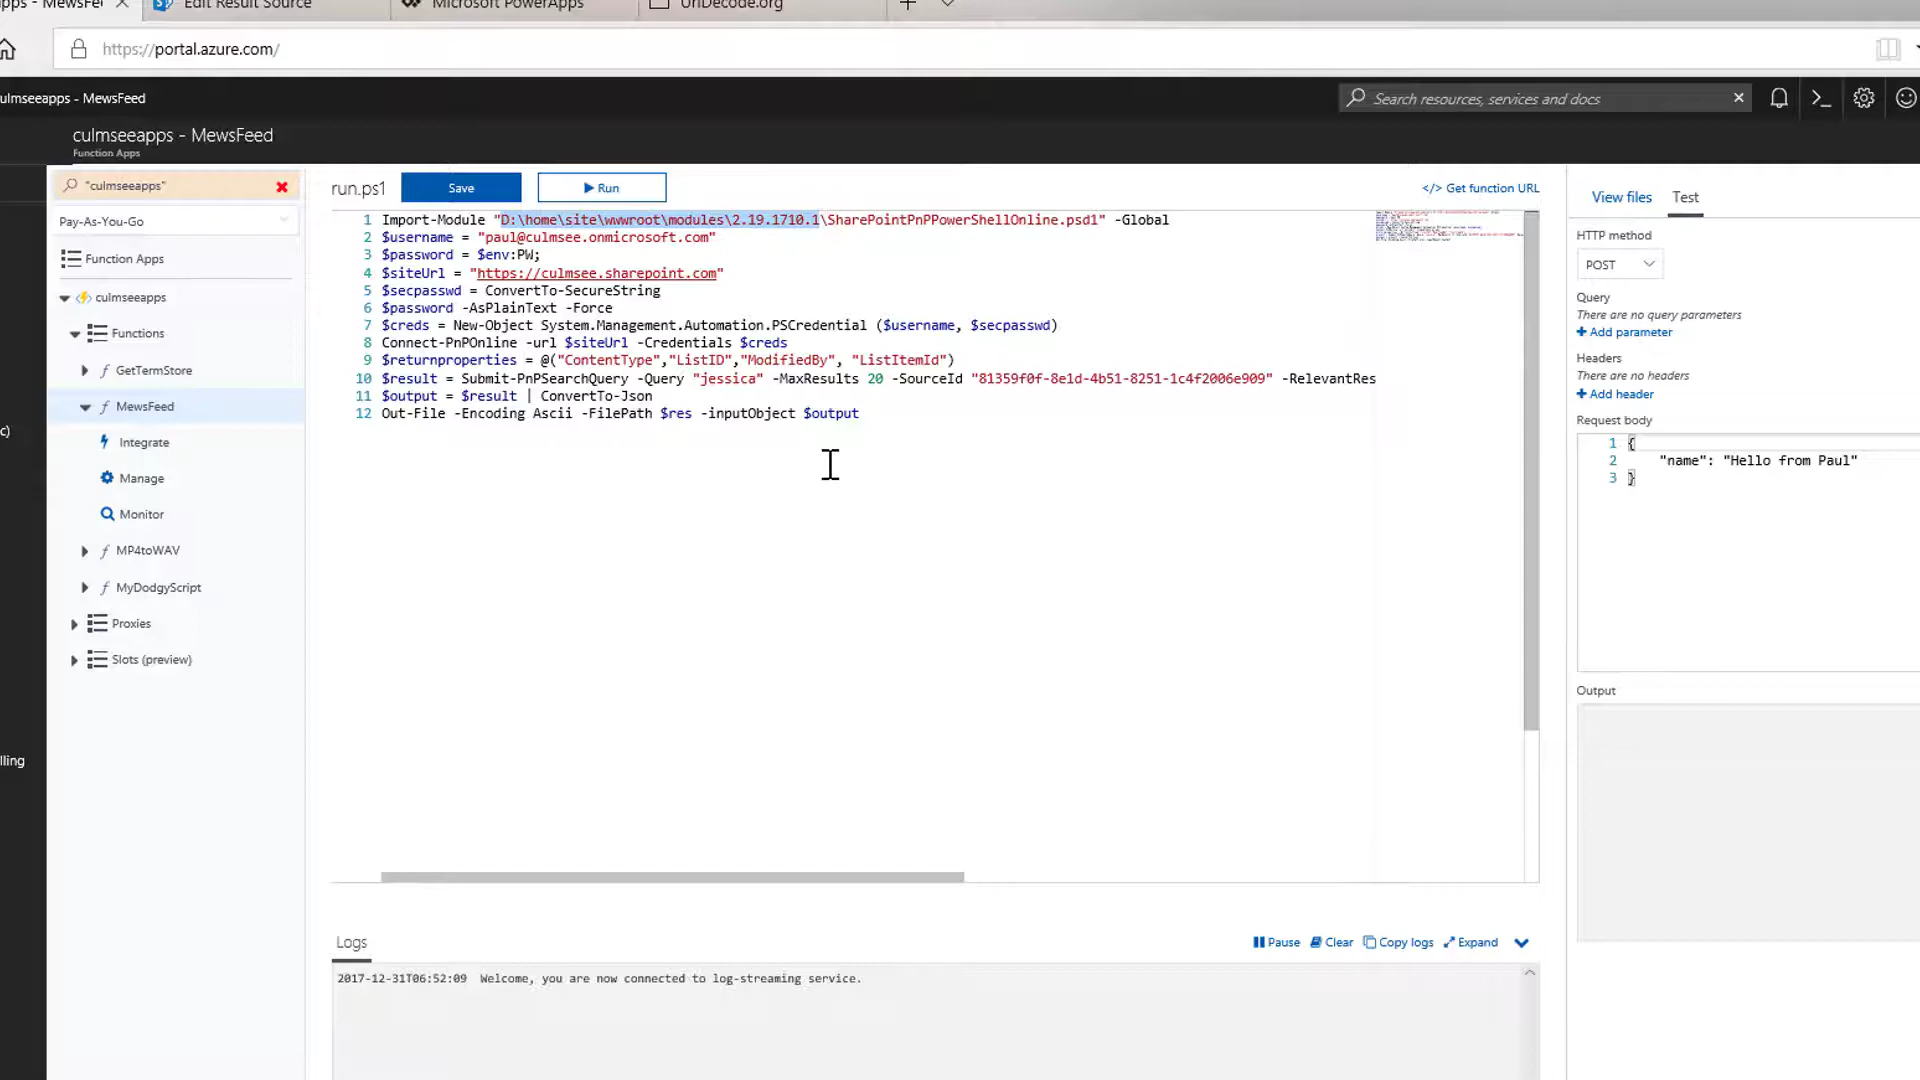 apps - MewsFee
Edit Result Source
Microsoft PowerApps
UrlDecode.org
https://portal.azure.com/
ulmseeapps - MewsFeed
Search resources, services and docs
culmseeapps - MewsFeed
Function Apps
"culmseeapps"
Pay-As-You-Go
Function Apps
culmseeapps
Functions
GetTermStore
MewsFeed
Integrate
Manage
Monitor
MP4toWAV
MyDodgyScript
Proxies
Slots (preview)
c)
lling
run.ps1
Save
Run
</> Get function URL
1 Import-Module "D:\home\site\wwwroot\modules\2.19.1710.1\SharePointPnPPowerShellOnline.psd1" -Global
2 $username = "paul@culmsee.onmicrosoft.com"
3 $password = $env:PW;
4 $siteUrl = "https://culmsee.sharepoint.com"
5 $secpasswd = ConvertTo-SecureString
6 $password -AsPlainText -Force
7 $creds = New-Object System.Management.Automation.PSCredential ($username, $secpasswd)
8 Connect-PnPOnline -url $siteUrl -Credentials $creds
9 $returnproperties = @("ContentType","ListID","ModifiedBy", "ListItemId")
10 $result = Submit-PnPSearchQuery -Query "jessica" -MaxResults 20 -SourceId "81359f0f-8e1d-4b51-8251-1c4f2006e909" -RelevantRes
11 $output = $result | ConvertTo-Json
12 Out-File -Encoding Ascii -FilePath $res -inputObject $output
Logs
Pause
Clear
Copy logs
Expand
2017-12-31T06:52:09 Welcome, you are now connected to log-streaming service.
View files
Test
HTTP method
POST
Query
There are no query parameters
Add parameter
Headers
There are no headers
Add header
Request body
1 {
2 "name": "Hello from Paul"
3 }
Output